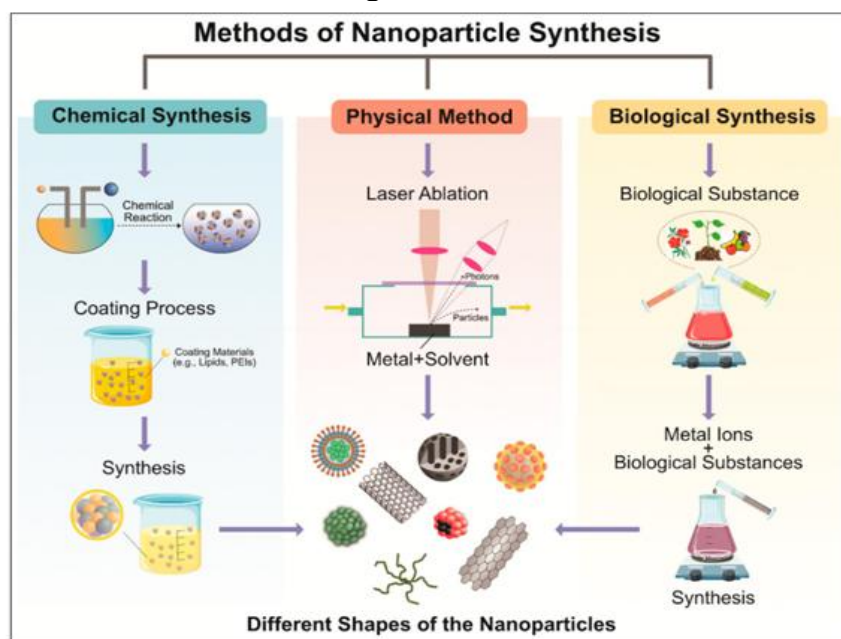 Methods of Nanoparticle Synthesis
Chemical Synthesis
Chemical
Reaction
Coating Process
Coating Materials
(e.g., Lipids, PEIs)
Synthesis
Physical Method
Laser Ablation
Photons
Particles
Metal+Solvent
Biological Synthesis
Biological Substance
Metal Ions
+
Biological Substances
Synthesis
Different Shapes of the Nanoparticles